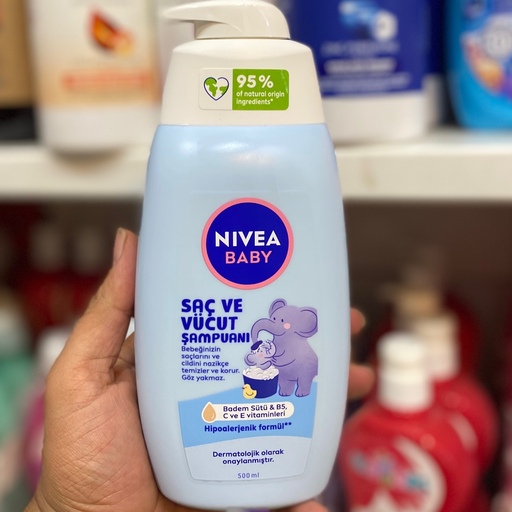 95%
of natural origin
ingredients*
NIVEA
BABY
SAÇ VE
VÜCUT
ŞAMPUANI
Bebeğinizin
saçlarını ve
cildini nazikçe
temizler ve korur.
Göz yakmaz.
Badem Sütü & B5,
C ve E vitaminleri
Hipoalerjenik formül**
Dermatolojik olarak
onaylanmıştır.
500 ml